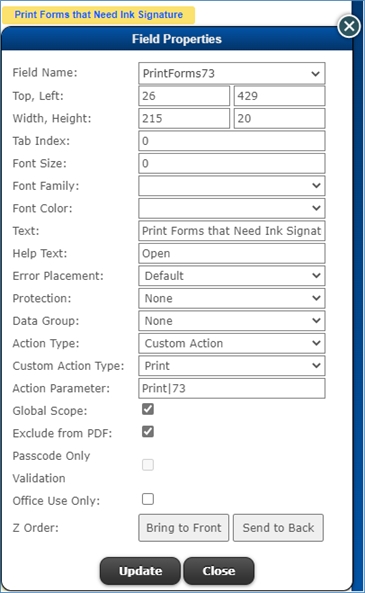 Print Forms that Need Ink Signature
Field Properties
Field Name: PrintForms73
Top, Left: 26 429
Width, Height: 215 20
Tab Index: 0
Font Size: 0
Font Family:
Font Color:
Text: Print Forms that Need Ink Signat
Help Text: Open
Error Placement: Default
Protection: None
Data Group: None
Action Type: Custom Action
Custom Action Type: Print
Action Parameter: Print|73
Global Scope:
Exclude from PDF:
Passcode Only
Validation
Office Use Only:
Z Order: Bring to Front Send to Back
Update Close